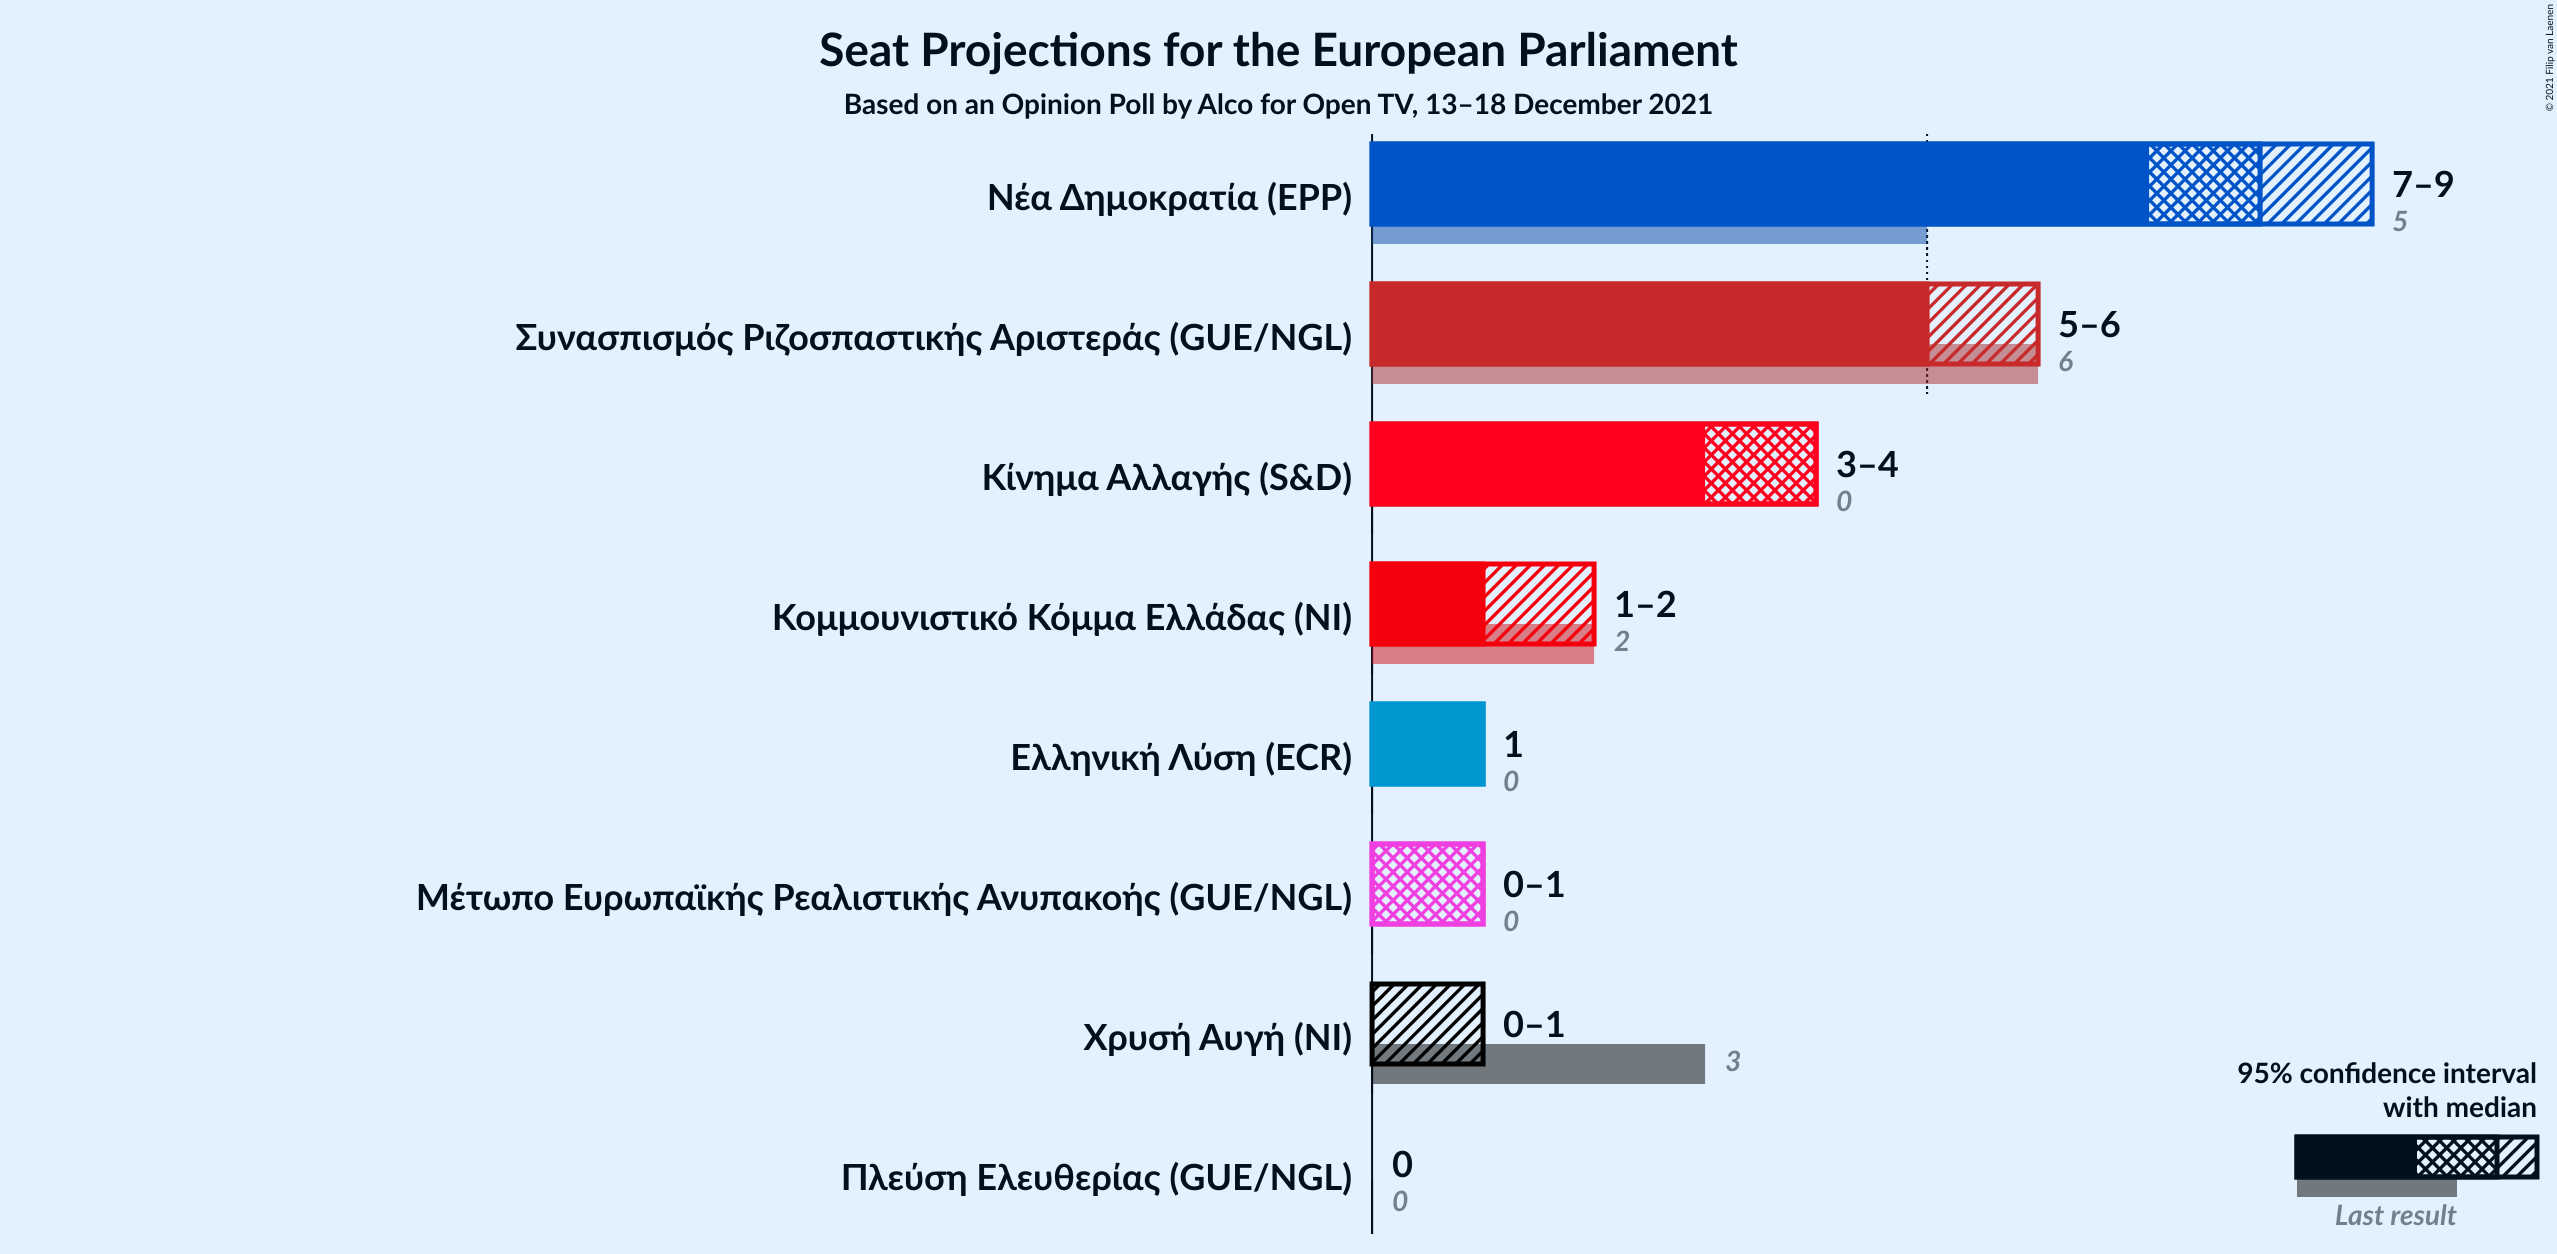 Seat Projections for the European Parliament
Based on an Opinion Poll by Alco for Open TV, 13–18 December 2021
© 2021 Filip van Laenen
Νέα Δημοκρατία (EPP)
7–9
5
Συνασπισμός Ριζοσπαστικής Αριστεράς (GUE/NGL)
5–6
6
Κίνημα Αλλαγής (S&D)
3–4
0
Κομμουνιστικό Κόμμα Ελλάδας (NI)
1–2
2
Ελληνική Λύση (ECR)
1
0
Μέτωπο Ευρωπαϊκής Ρεαλιστικής Ανυπακοής (GUE/NGL)
0–1
0
Χρυσή Αυγή (NI)
0–1
3
Πλεύση Ελευθερίας (GUE/NGL)
0
0
95% confidence interval
with median
Last result